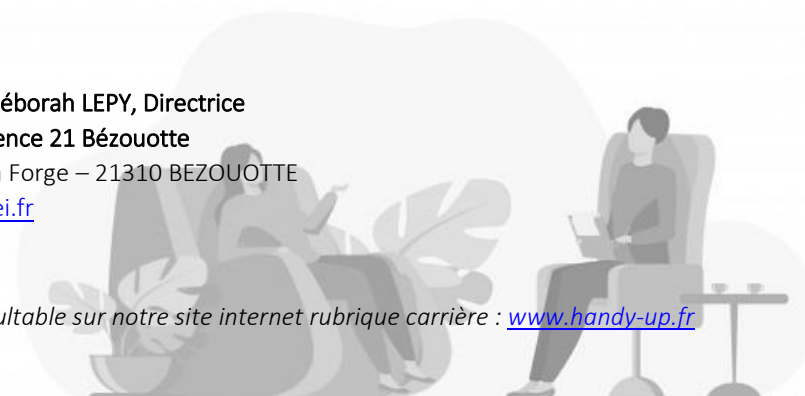 éborah LEPY, Directrice
ence 21 Bézouotte
Forge – 21310 BEZOUOTTE
ei.fr
ultable sur notre site internet rubrique carrière : www.handy-up.fr